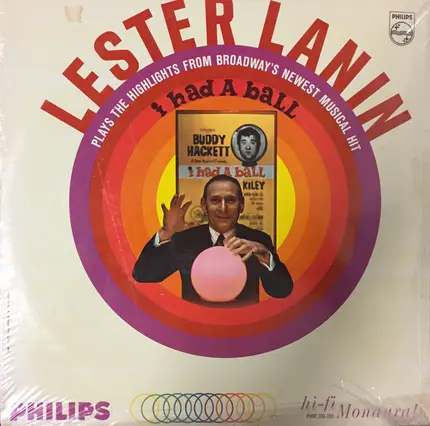 LESTER LANIN
PHILIPS
PLAYS THE HIGHLIGHTS FROM BROADWAY'S NEWEST MUSICAL HIT
i had A ball
BUDDY
HACKETT
i had A ball
KILEY
PHILIPS
hi-fi
Monaural